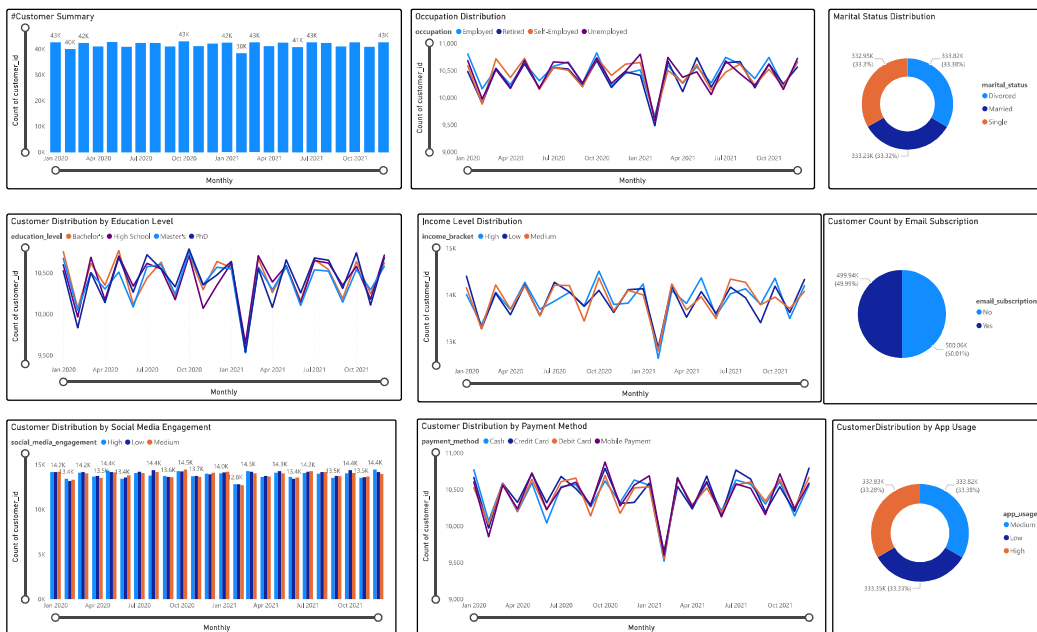 #Customer Summary
Count of customer_id
40K
30K
20K
10K
0K
43K 40K 42K 43K 42K 38K 43K 41K 43K 43K
Jan 2020 Apr 2020 Jul 2020 Oct 2020 Jan 2021 Apr 2021 Jul 2021 Oct 2021
Monthly
Occupation Distribution
occupation Employed Retired Self-Employed Unemployed
Count of customer_id
11,000
10,500
10,000
9,500
9,000
Jan 2020 Apr 2020 Jul 2020 Oct 2020 Jan 2021 Apr 2021 Jul 2021 Oct 2021
Monthly
Marital Status Distribution
332.95K
(33.3%)
333.82K
(33.38%)
333.23K (33.32%)
marital_status
Divorced
Married
Single
Customer Distribution by Education Level
education_level Bachelor's High School Master's PhD
Count of customer_id
10,500
10,000
9,500
Jan 2020 Apr 2020 Jul 2020 Oct 2020 Jan 2021 Apr 2021 Jul 2021 Oct 2021
Monthly
Income Level Distribution
income_bracket High Low Medium
Count of customer_id
15K
14K
13K
Jan 2020 Apr 2020 Jul 2020 Oct 2020 Jan 2021 Apr 2021 Jul 2021 Oct 2021
Monthly
Customer Count by Email Subscription
499.94K
(49.99%)
500.06K
(50.01%)
email_subscription
No
Yes
Customer Distribution by Social Media Engagement
social_media_engagement High Low Medium
Count of customer_id
15K
10K
5K
0K
14.2K 13.4K 14.2K 13.5K 14.4K 13.4K 14.4K 13.6K 14.5K 13.7K 14.0K 12.8K 14.3K 14.3K 13.4K 14.2K 14.0K 13.5K 14.4K 13.5K 14.4K
Jan 2020 Apr 2020 Jul 2020 Oct 2020 Jan 2021 Apr 2021 Jul 2021 Oct 2021
Monthly
Customer Distribution by Payment Method
payment_method Cash Credit Card Debit Card Mobile Payment
Count of customer_id
11,000
10,500
10,000
9,500
9,000
Jan 2020 Apr 2020 Jul 2020 Oct 2020 Jan 2021 Apr 2021 Jul 2021 Oct 2021
Monthly
CustomerDistribution by App Usage
332.83K
(33.28%)
333.82K
(33.38%)
333.35K (33.33%)
app_usage
Medium
Low
High